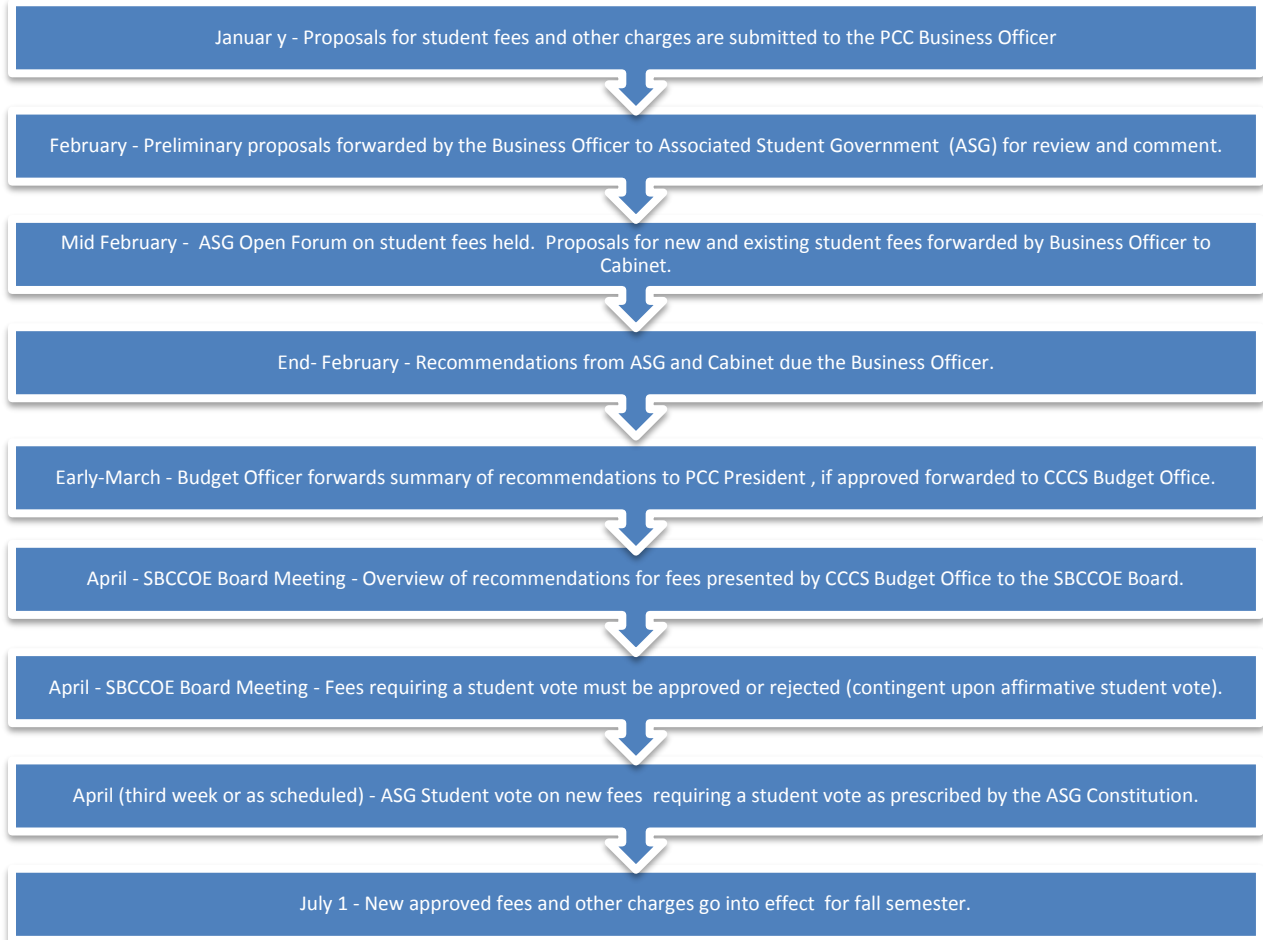 Januar y - Proposals for student fees and other charges are submitted to the PCC Business Officer
February - Preliminary proposals forwarded by the Business Officer to Associated Student Government (ASG) for review and comment.
Mid February - ASG Open Forum on student fees held. Proposals for new and existing student fees forwarded by Business Officer to
Cabinet.
End- February - Recommendations from ASG and Cabinet due the Business Officer.
Early-March - Budget Officer forwards summary of recommendations to PCC President , if approved forwarded to CCCS Budget Office.
April - SBCCOE Board Meeting - Overview of recommendations for fees presented by CCCS Budget Office to the SBCCOE Board.
April - SBCCOE Board Meeting - Fees requiring a student vote must be approved or rejected (contingent upon affirmative student vote).
April (third week or as scheduled) - ASG Student vote on new fees requiring a student vote as prescribed by the ASG Constitution.
July 1 - New approved fees and other charges go into effect for fall semester.